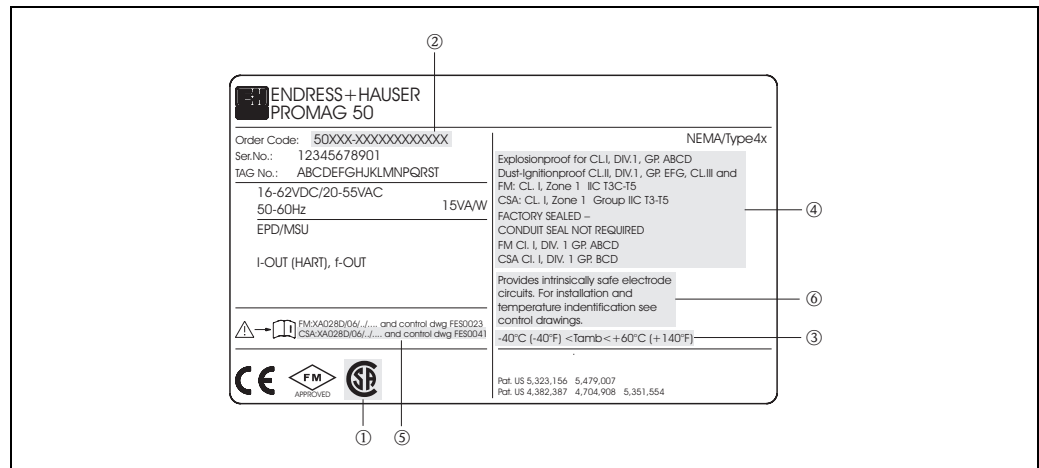 ②
E+H ENDRESS+HAUSER
PROMAG 50
Order Code: 50XXX-XXXXXXXXXXXX
Ser.No.: 12345678901
TAG No.: ABCDEFGHJKLMNPQRST
16-62VDC/20-55VAC
50-60Hz 15VA/W
EPD/MSU
I-OUT (HART), f-OUT
FM:XA028D/06/../.... and control dwg FES0023
CSA:XA028D/06/../.... and control dwg FES0041
CE FM APPROVED SA
① ⑤
NEMA/Type4x
Explosionproof for CL.I, DIV.1, GP. ABCD
Dust-Ignitionproof CL.II, DIV.1, GP. EFG, CL.III and
FM: CL. I, Zone 1 IIC T3C-T5
CSA: CL. I, Zone 1 Group IIC T3-T5
FACTORY SEALED –
CONDUIT SEAL NOT REQUIRED
FM Cl. I, DIV. 1 GP. ABCD
CSA Cl. I, DIV. 1 GP. BCD
④
Provides intrinsically safe electrode
circuits. For installation and
temperature indentification see
control drawings.
⑥
-40°C (-40°F) <Tamb<+60°C (+140°F)
③
Pat. US 5,323,156 5,479,007
Pat. US 4,382,387 4,704,908 5,351,554